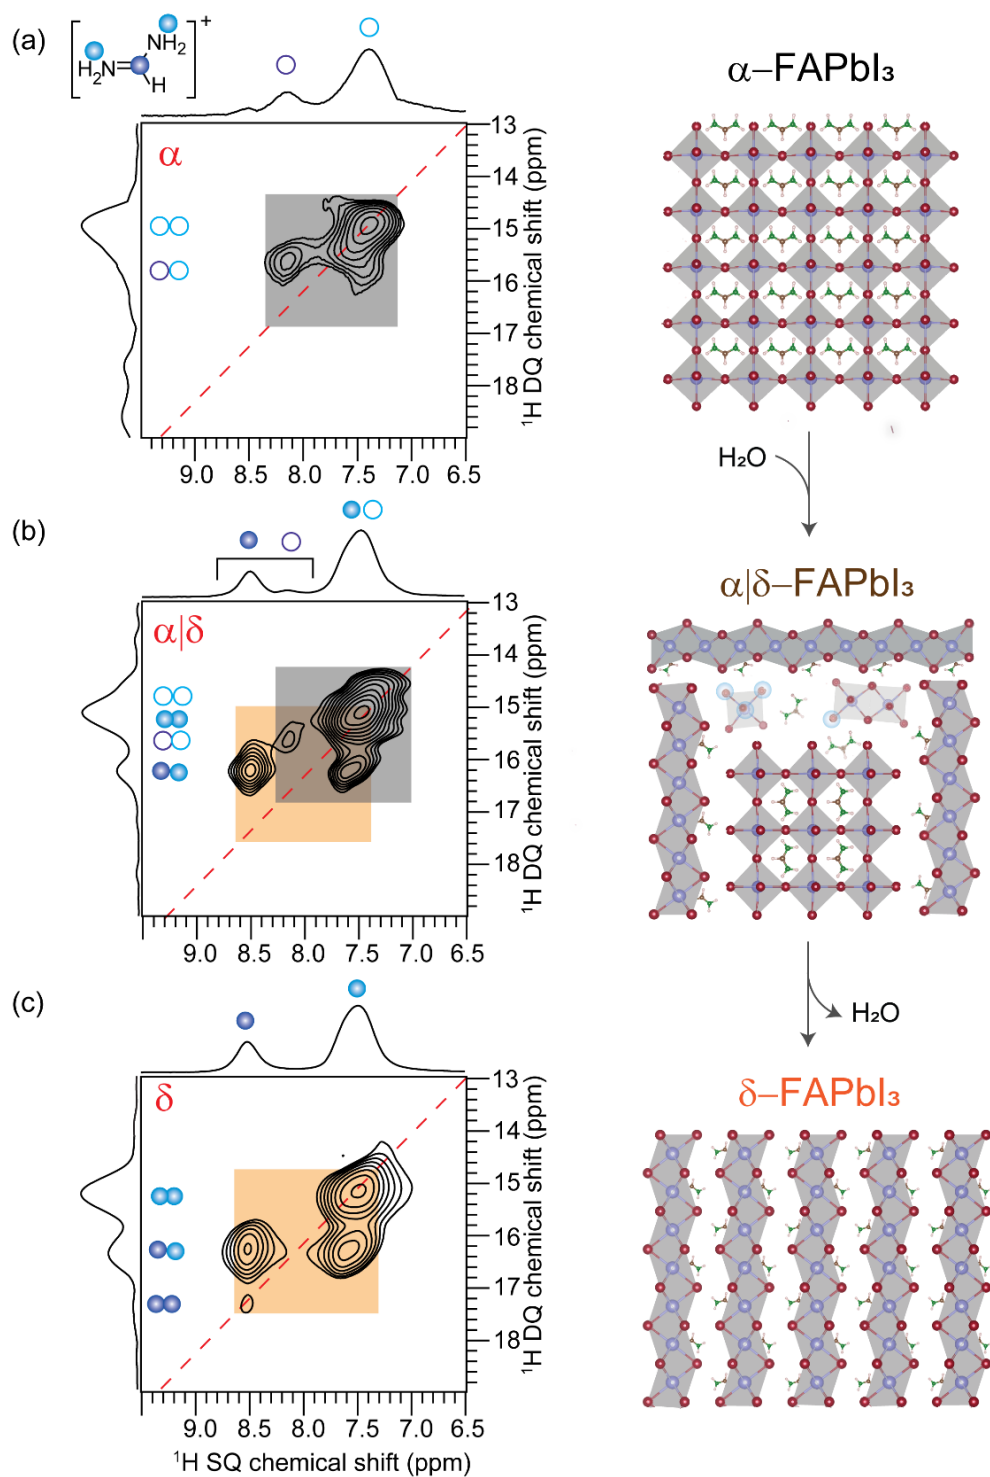 (a)
[H₂N=CH–NH₂]⁺
α
13
14
15
16
17
18
¹H DQ chemical shift (ppm)
9.0 8.5 8.0 7.5 7.0 6.5
α–FAPbI₃
H₂O
(b)
α|δ
13
14
15
16
17
18
¹H DQ chemical shift (ppm)
9.0 8.5 8.0 7.5 7.0 6.5
α|δ–FAPbI₃
H₂O
(c)
δ
13
14
15
16
17
18
¹H DQ chemical shift (ppm)
9.0 8.5 8.0 7.5 7.0 6.5
¹H SQ chemical shift (ppm)
δ–FAPbI₃